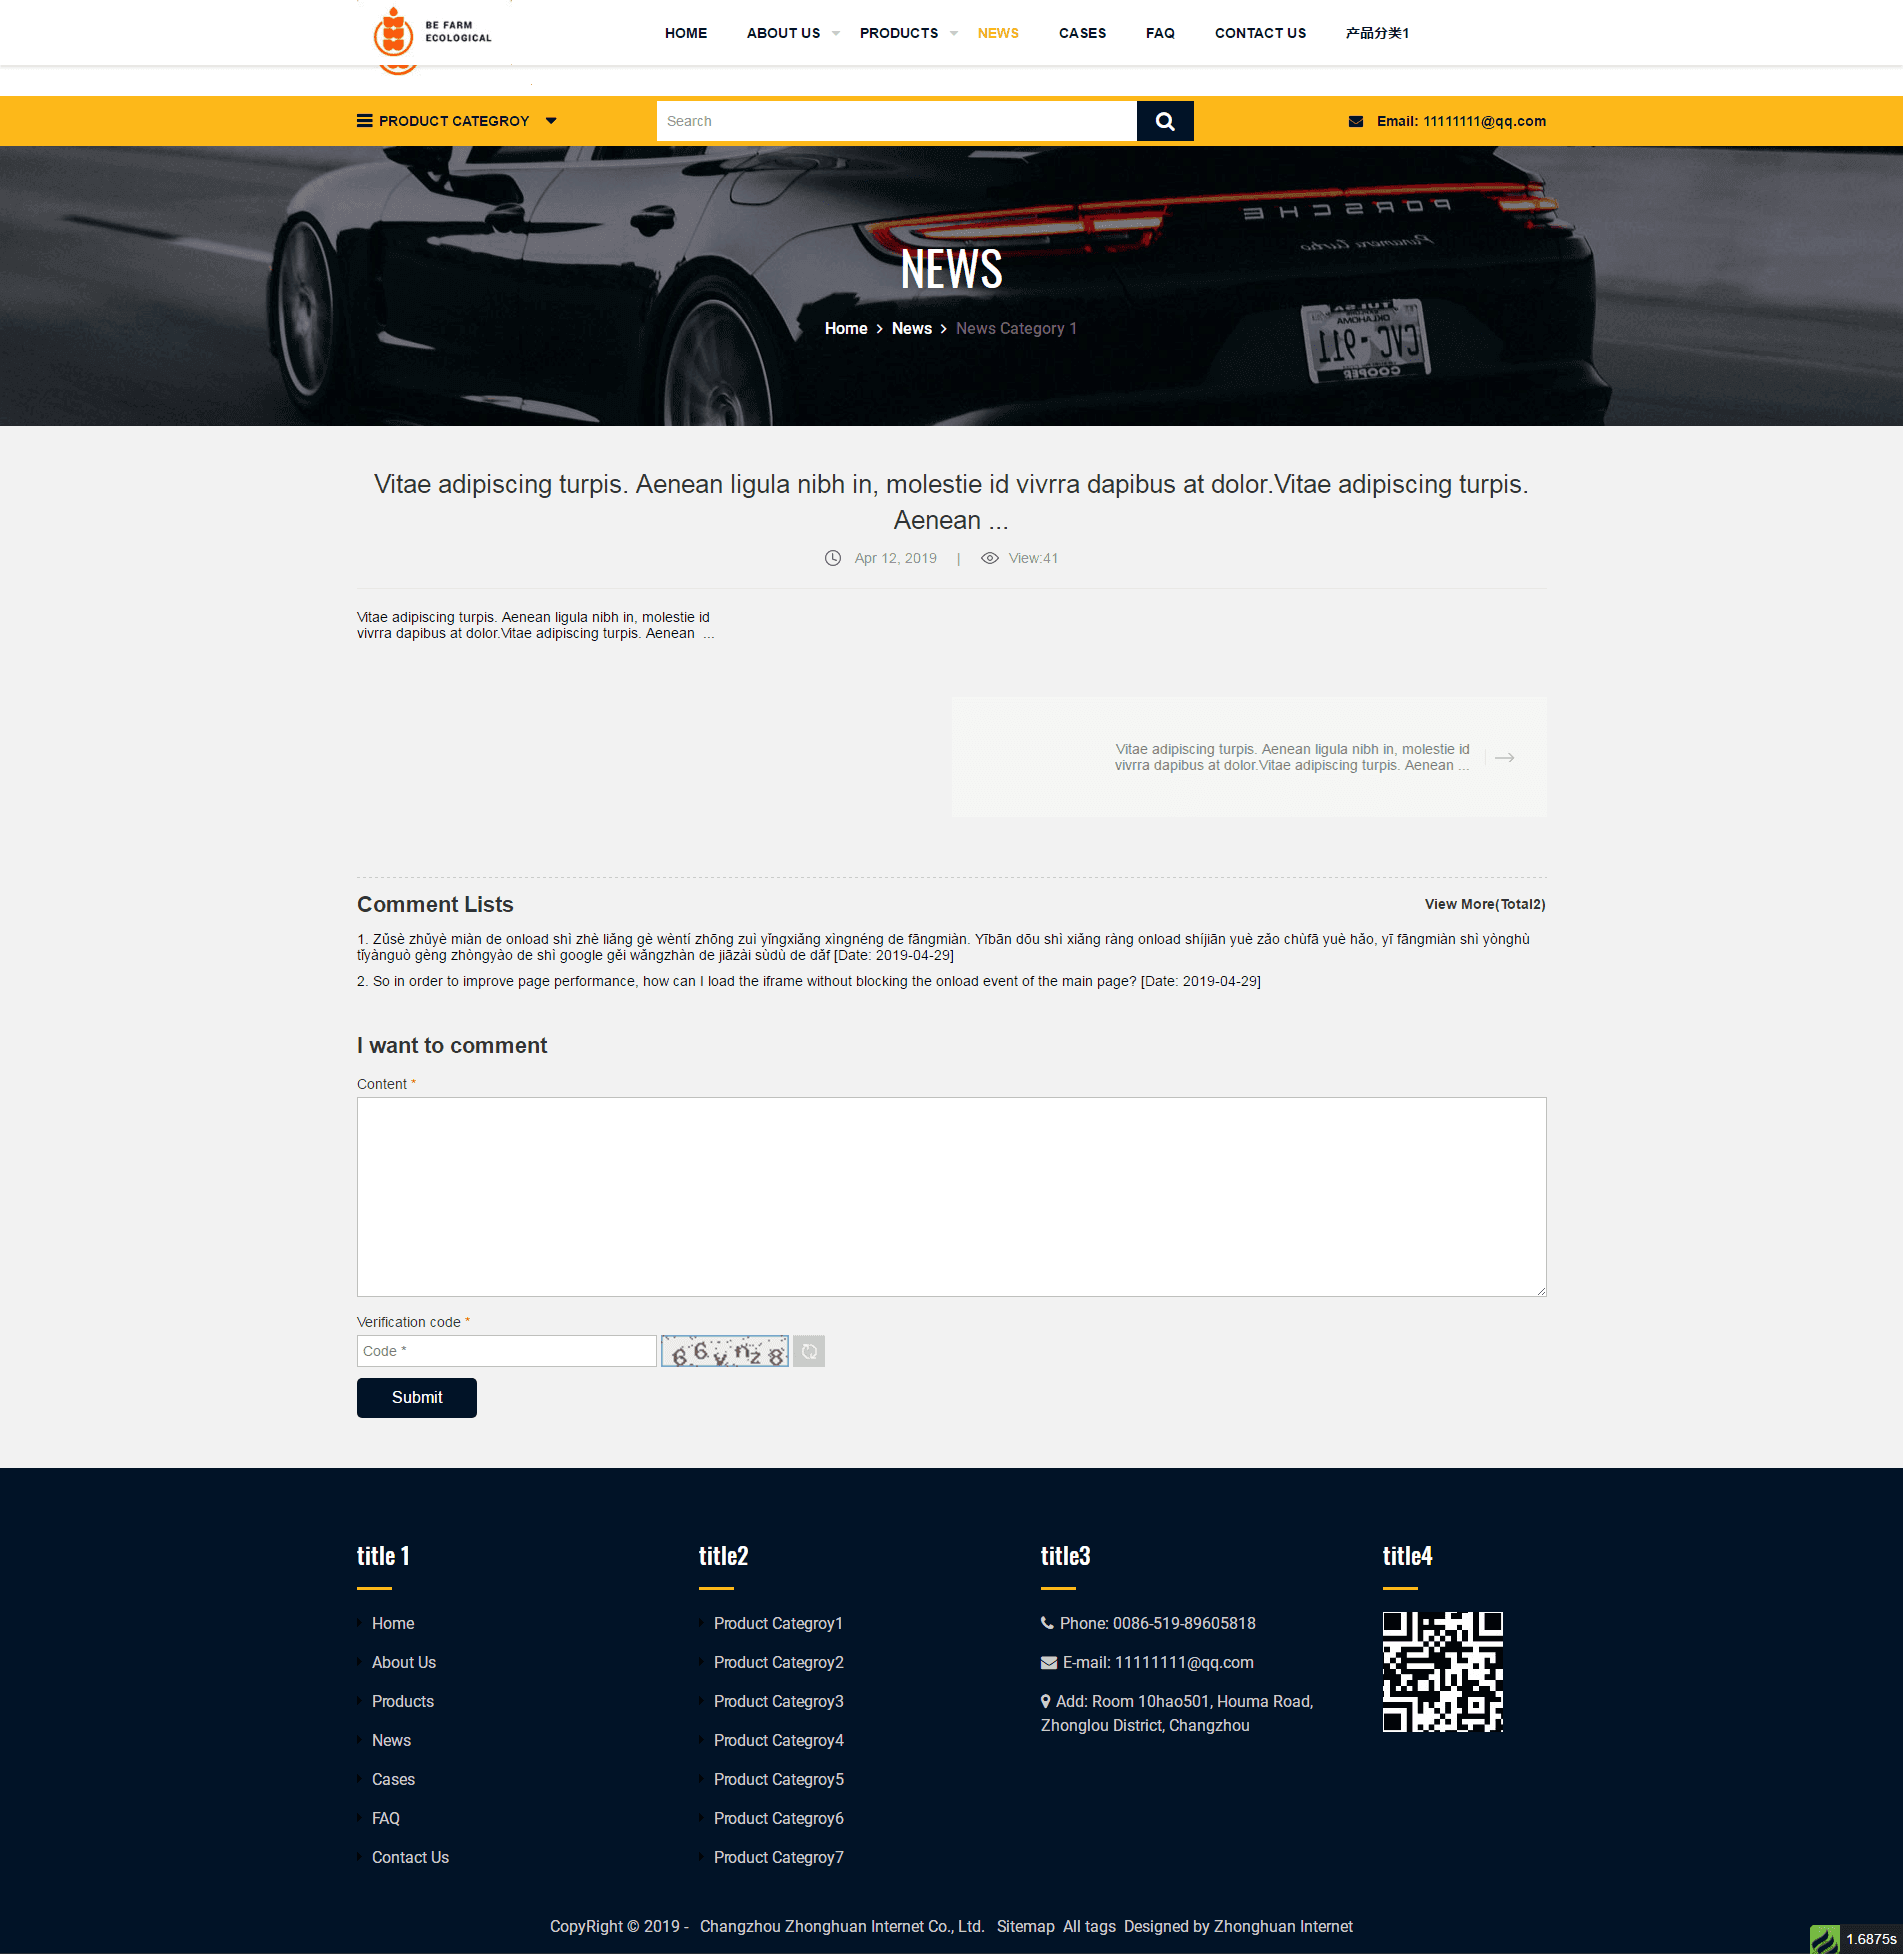 BE FARM
ECOLOGICAL
HOME ABOUT US PRODUCTS NEWS CASES FAQ CONTACT US 产品分类1
PRODUCT CATEGROY Search Email: 11111111@qq.com
PORSCHE
Panamera Turbo
OKLAHOMA
CVC-911
COOPER
NEWS
Home News News Category 1
Vitae adipiscing turpis. Aenean ligula nibh in, molestie id vivrra dapibus at dolor.Vitae adipiscing turpis.
Aenean ...
Apr 12, 2019 | View:41
Vitae adipiscing turpis. Aenean ligula nibh in, molestie id
vivrra dapibus at dolor.Vitae adipiscing turpis. Aenean ...
Vitae adipiscing turpis. Aenean ligula nibh in, molestie id
vivrra dapibus at dolor.Vitae adipiscing turpis. Aenean ...
Comment Lists View More(Total2)
1. Zǔsè zhǔyè miàn de onload shì zhè liǎng gè wèntí zhōng zuì yǐngxiǎng xìngnéng de fāngmiàn. Yībān dōu shì xiǎng ràng onload shíjiān yuè zǎo chùfā yuè hǎo, yī fāngmiàn shì yònghù
tǐyànguò gèng zhòngyào de shì google gěi wǎngzhàn de jiāzài sùdù de dǎf [Date: 2019-04-29]
2. So in order to improve page performance, how can I load the iframe without blocking the onload event of the main page? [Date: 2019-04-29]
I want to comment
Content *
Verification code *
Code * 66ynz8
Submit
title 1
Home
About Us
Products
News
Cases
FAQ
Contact Us
title2
Product Categroy1
Product Categroy2
Product Categroy3
Product Categroy4
Product Categroy5
Product Categroy6
Product Categroy7
title3
Phone: 0086-519-89605818
E-mail: 11111111@qq.com
Add: Room 10hao501, Houma Road,
Zhonglou District, Changzhou
title4
CopyRight © 2019 - Changzhou Zhonghuan Internet Co., Ltd. Sitemap All tags Designed by Zhonghuan Internet
1.6875s